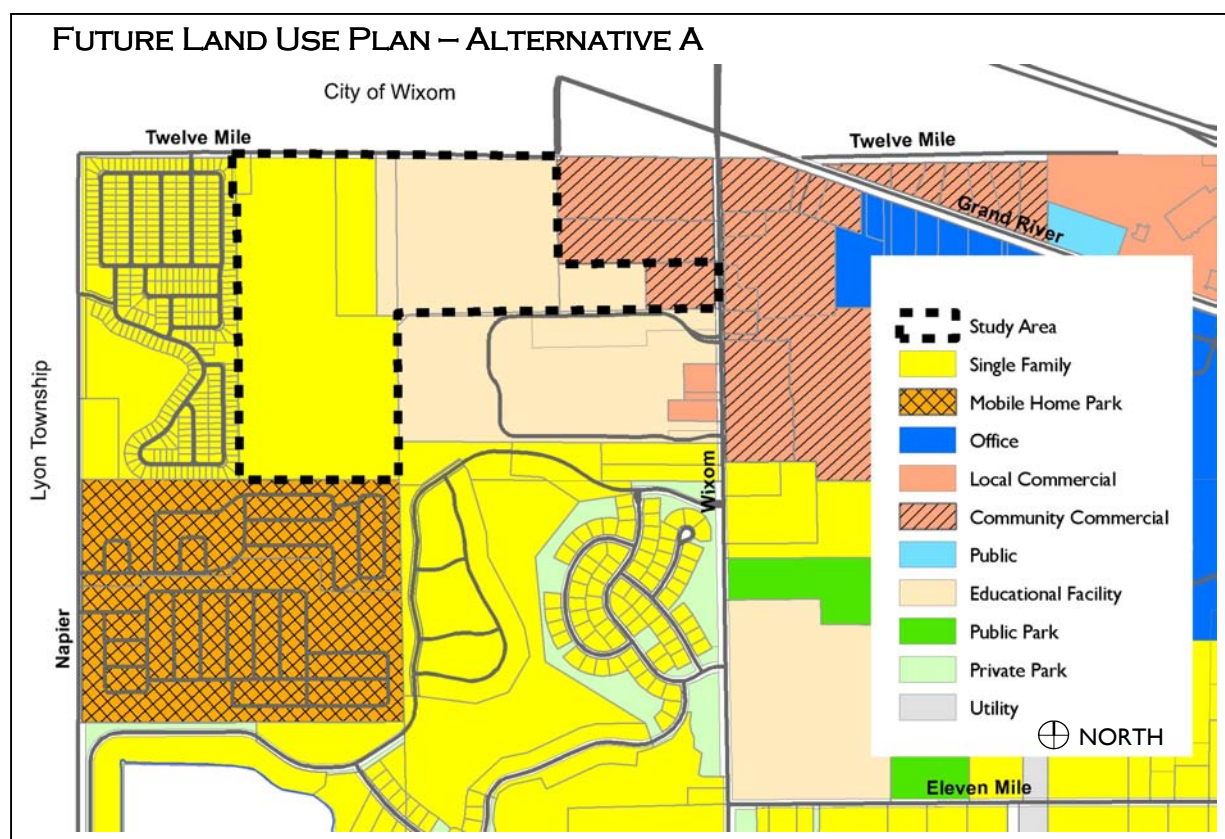 FUTURE LAND USE PLAN – ALTERNATIVE A
City of Wixom
Twelve Mile
Twelve Mile
Grand River
Lyon Township
Wixom
Napier
Study Area
Single Family
Mobile Home Park
Office
Local Commercial
Community Commercial
Public
Educational Facility
Public Park
Private Park
Utility
NORTH
Eleven Mile